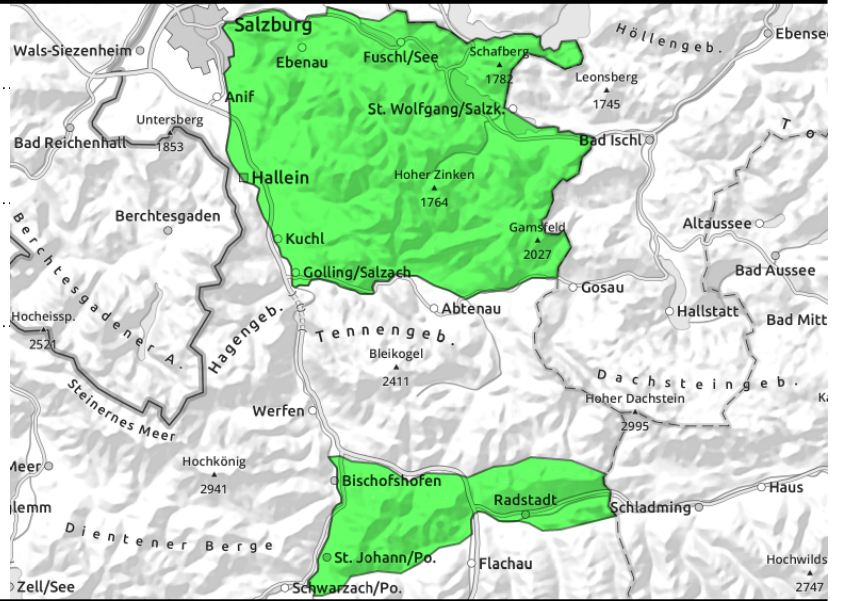 Salzburg
Höllengeb.
Wals-Siezenheim
Ebenau
Fuschl/See
Schafberg
1782
Leonsberg
1745
Anif
St. Wolfgang/Salzk.
Untersberg
1853
Bad Reichenhall
Bad Ischl
Hallein
Hoher Zinken
1764
Berchtesgaden
Gamsfeld
2027
Altaussee
Kuchl
Bad Aussee
Golling/Salzach
Gosau
Berchtesgadener A.
Hocheissp.
2521
Hagengeb.
Abtenau
Hallstatt
Bad Mitt
Tennengeb.
Bleikogel
2411
Dachsteingeb.
Hoher Dachstein
2995
Steinernes Meer
Werfen
Meer
Hochkönig
2941
Bischofshofen
Radstadt
Haus
Schladming
lemm
Dientener Berge
St. Johann/Po.
Flachau
Hochwilds
2747
Zell/See
Schwarzach/Po.